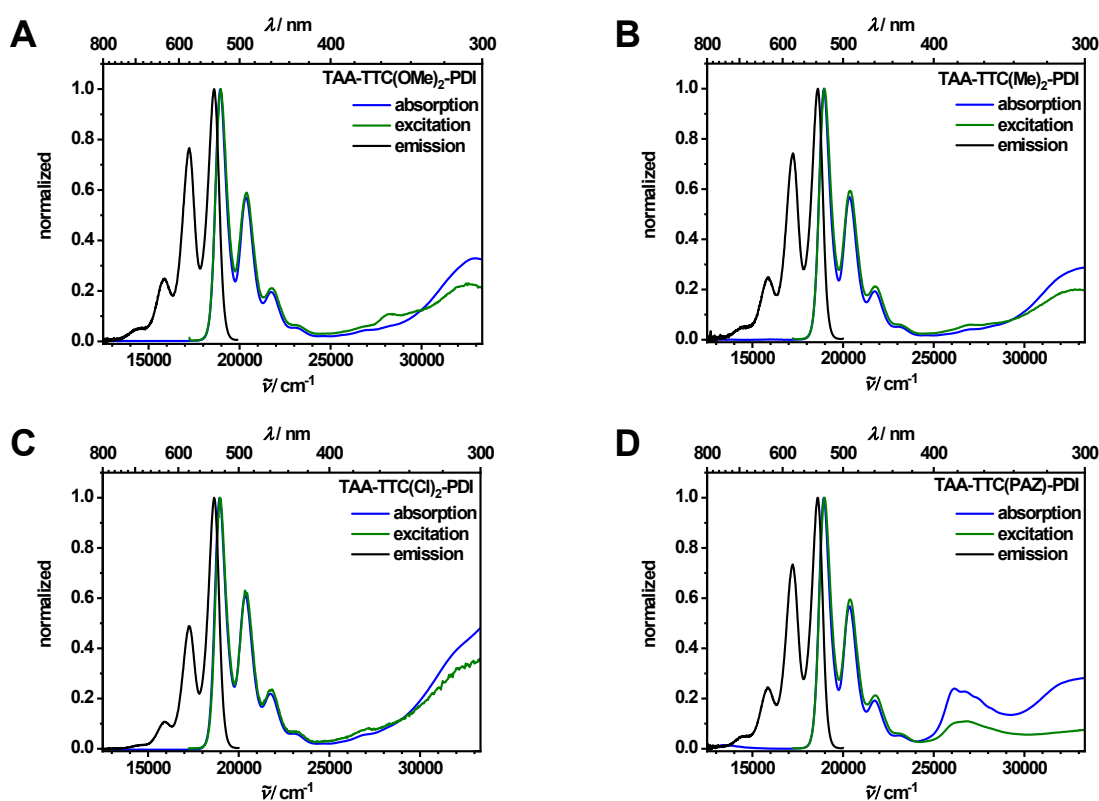 A
λ/ nm
800 600 500 400 300
TAA-TTC(OMe)₂-PDI
absorption
excitation
emission
1.0
0.8
0.6
0.4
0.2
0.0
normalized
15000 20000 25000 30000
ṽ/ cm⁻¹
B
λ/ nm
800 600 500 400 300
TAA-TTC(Me)₂-PDI
absorption
excitation
emission
1.0
0.8
0.6
0.4
0.2
0.0
normalized
15000 20000 25000 30000
ṽ/ cm⁻¹
C
λ/ nm
800 600 500 400 300
TAA-TTC(Cl)₂-PDI
absorption
excitation
emission
1.0
0.8
0.6
0.4
0.2
0.0
normalized
15000 20000 25000 30000
ṽ/ cm⁻¹
D
λ/ nm
800 600 500 400 300
TAA-TTC(PAZ)-PDI
absorption
excitation
emission
1.0
0.8
0.6
0.4
0.2
0.0
normalized
15000 20000 25000 30000
ṽ/ cm⁻¹